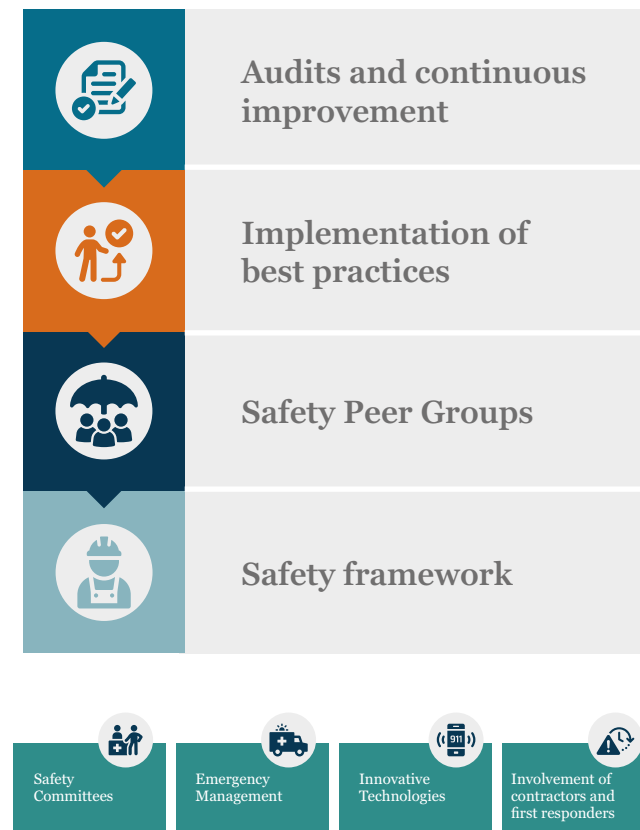 Audits and continuous
improvement
Implementation of
best practices
Safety Peer Groups
Safety framework
Safety
Committees
Emergency
Management
911
Innovative
Technologies
Involvement of
contractors and
first responders